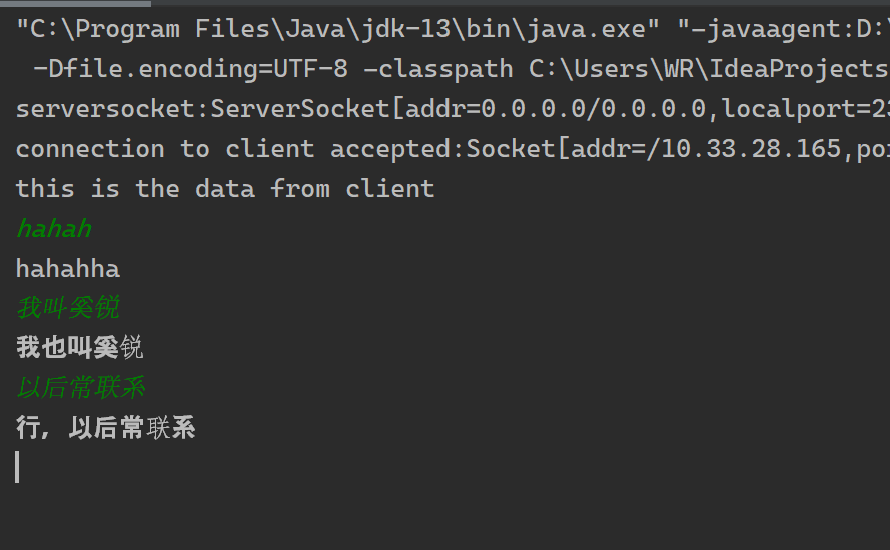 "C:\Program Files\Java\jdk-13\bin\java.exe" "-javaagent:D:\
-Dfile.encoding=UTF-8 -classpath C:\Users\WR\IdeaProjects
serversocket:ServerSocket[addr=0.0.0.0/0.0.0.0,localport=23
connection to client accepted:Socket[addr=/10.33.28.165,por
this is the data from client
hahah
hahahha
我叫奚锐
我也叫奚锐
以后常联系
行，以后常联系